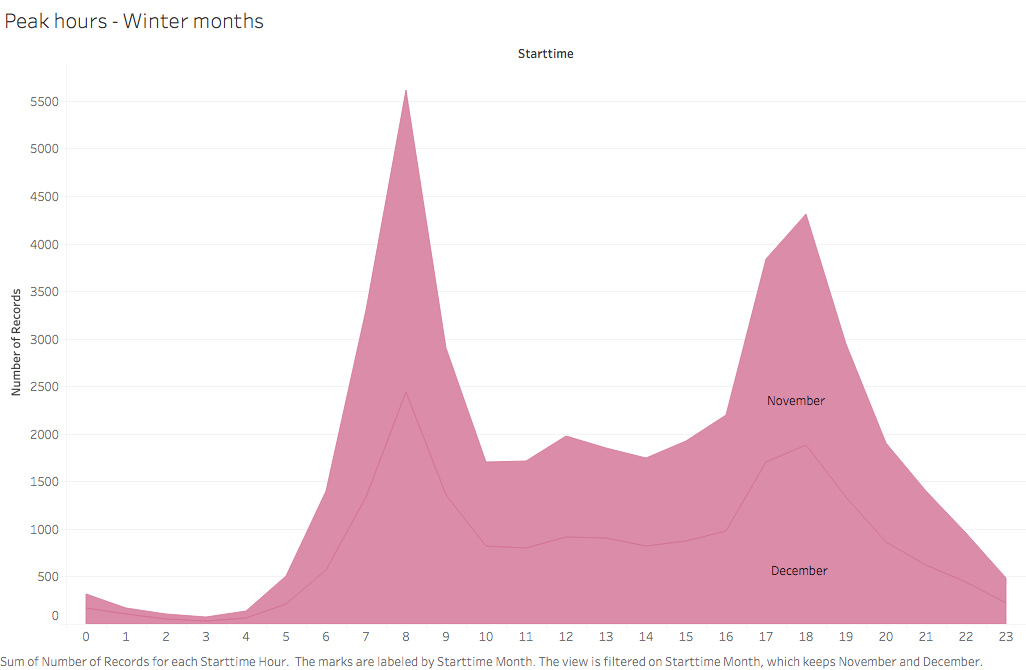 Peak hours - Winter months
Starttime
5500
5000
4500
4000
3500
3000
2500
2000
1500
1000
500
0
Number of Records
November
December
0 1 2 3 4 5 6 7 8 9 10 11 12 13 14 15 16 17 18 19 20 21 22 23
Sum of Number of Records for each Starttime Hour. The marks are labeled by Starttime Month. The view is filtered on Starttime Month, which keeps November and December.